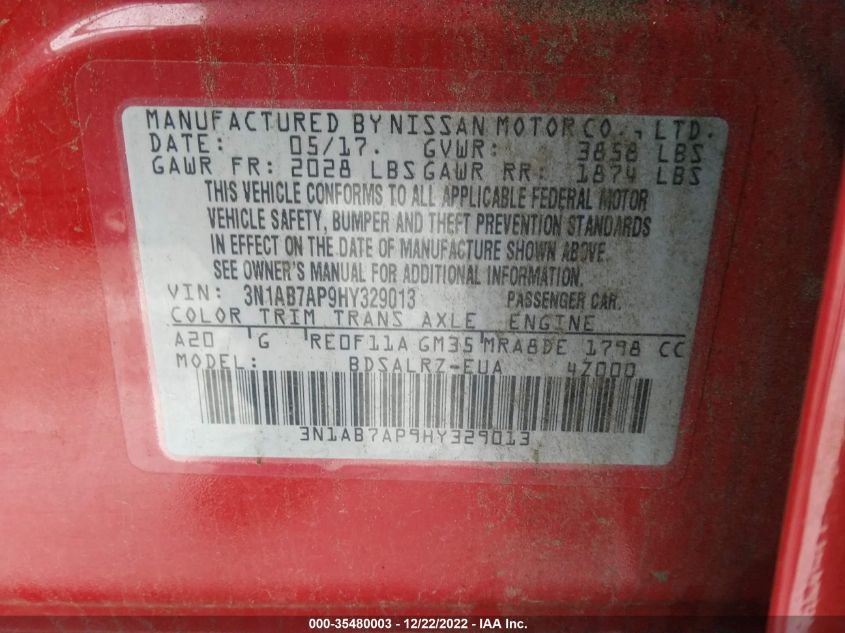 MANUFACTURED BY NISSAN MOTOR CO., LTD.
DATE: 05/17. GVWR: 3858 LBS
GAWR FR: 2028 LBS GAWR RR: 1874 LBS
THIS VEHICLE CONFORMS TO ALL APPLICABLE FEDERAL MOTOR
VEHICLE SAFETY, BUMPER AND THEFT PREVENTION STANDARDS
IN EFFECT ON THE DATE OF MANUFACTURE SHOWN ABOVE.
SEE OWNER'S MANUAL FOR ADDITIONAL INFORMATION.
VIN: 3N1AB7AP9HY329013 PASSENGER CAR.
COLOR TRIM TRANS AXLE ENGINE
A20 G RE0F11A GM35 MRA8DE 1798 CC
MODEL: BDSALRZ-EUA 4Z000
3N1AB7AP9HY329013
000-35480003 - 12/22/2022 - IAA Inc.